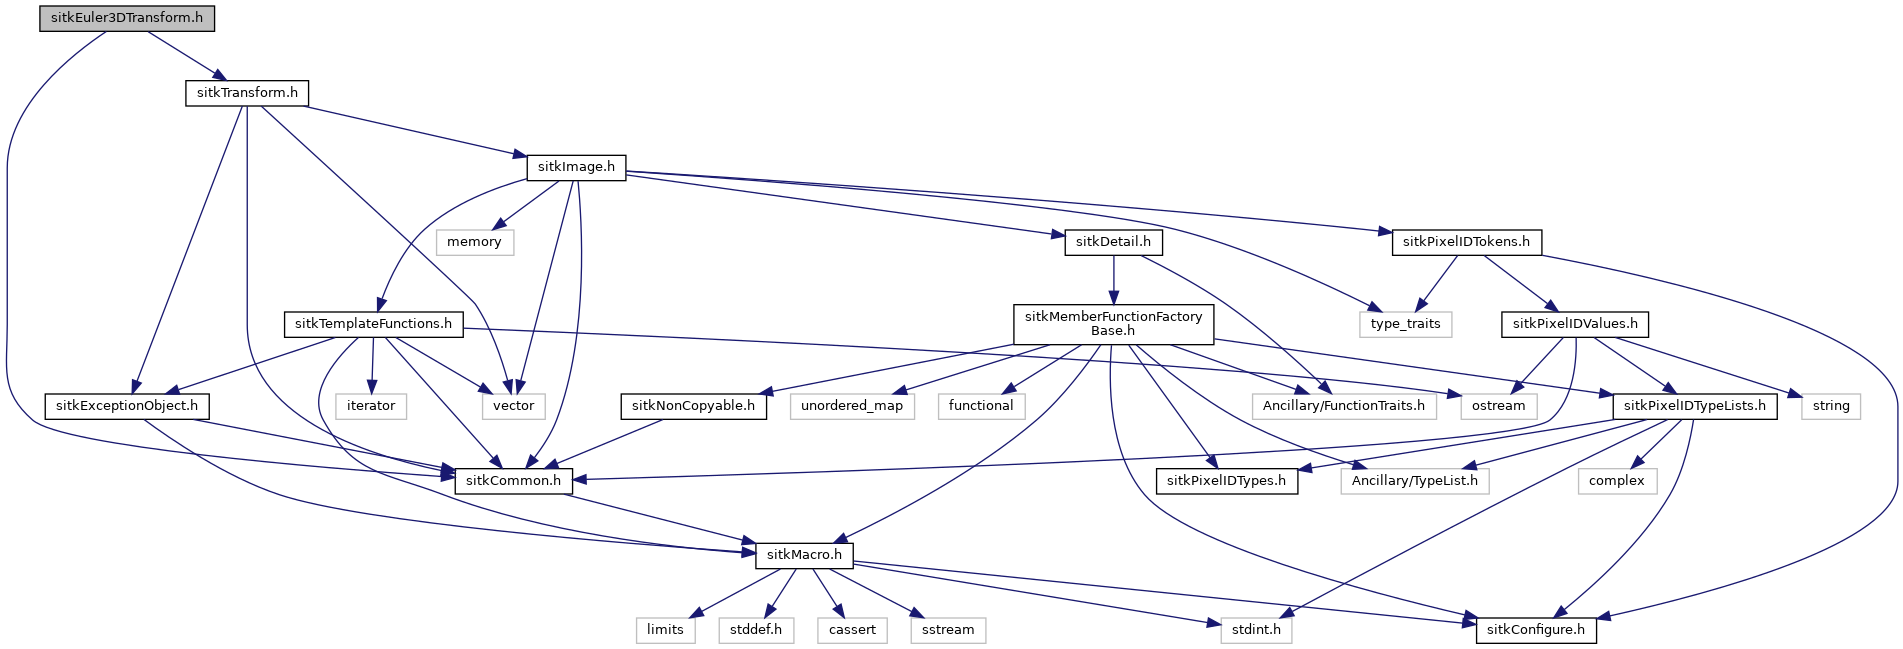 sitkEuler3DTransform.h
sitkTransform.h
sitkImage.h
memory
sitkDetail.h
sitkPixelIDTokens.h
sitkTemplateFunctions.h
sitkMemberFunctionFactory
Base.h
type_traits
sitkPixelIDValues.h
sitkExceptionObject.h
iterator
vector
sitkNonCopyable.h
unordered_map
functional
Ancillary/FunctionTraits.h
ostream
sitkPixelIDTypeLists.h
string
sitkCommon.h
sitkPixelIDTypes.h
Ancillary/TypeList.h
complex
sitkMacro.h
limits
stddef.h
cassert
sstream
stdint.h
sitkConfigure.h